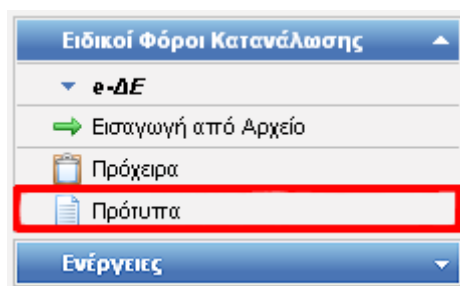 Ειδικοί Φόροι Κατανάλωσης
e-ΔΕ
Εισαγωγή από Αρχείο
Πρόχειρα
Πρότυπα
Ενέργειες